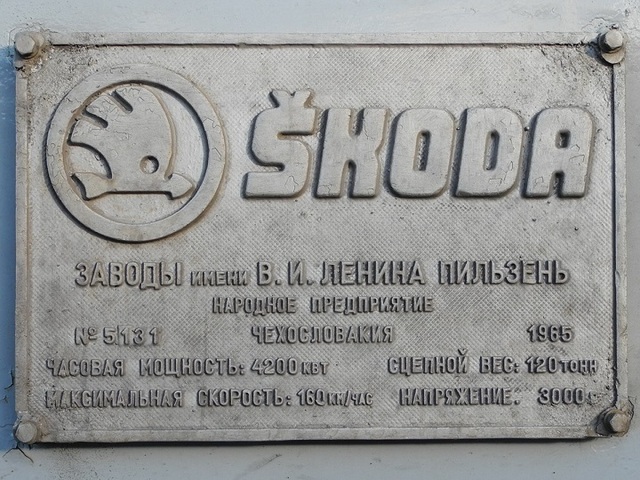 ŠKODA
ЗАВОДЫ ИМЕНИ В. И. ЛЕНИНА ПИЛЬЗЕНЬ
НАРОДНОЕ ПРЕДПРИЯТИЕ
№ 5131 ЧЕХОСЛОВАКИЯ 1965
ЧАСОВАЯ МОЩНОСТЬ: 4200 КВТ СЦЕПНОЙ ВЕС: 120 ТОНН
МАКСИМАЛЬНАЯ СКОРОСТЬ: 160 КМ/ЧАС НАПРЯЖЕНИЕ. 3000